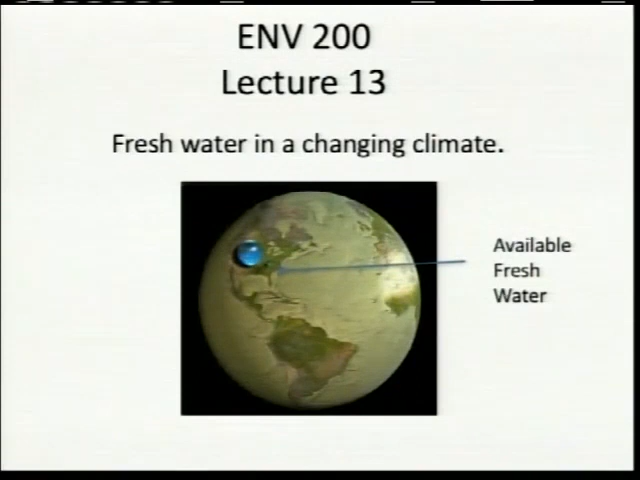 ENV 200
Lecture 13
Fresh water in a changing climate.
Available
Fresh
Water